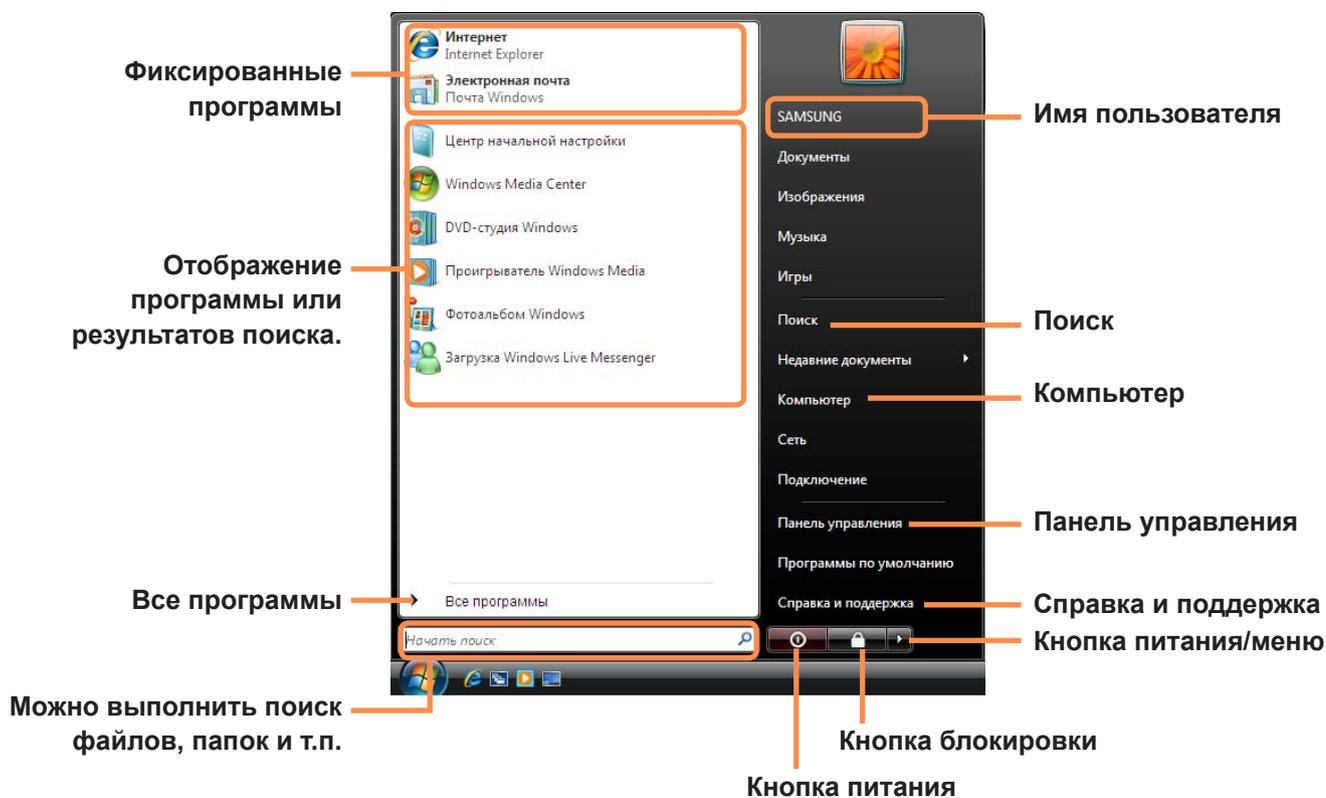 Фиксированные
программы
Отображение
программы или
результатов поиска.
Все программы
Можно выполнить поиск
файлов, папок и т.п.
Интернет
Internet Explorer
Электронная почта
Почта Windows
Центр начальной настройки
Windows Media Center
DVD-студия Windows
Проигрыватель Windows Media
Фотоальбом Windows
Загрузка Windows Live Messenger
Все программы
Начать поиск
SAMSUNG
Документы
Изображения
Музыка
Игры
Поиск
Недавние документы
Компьютер
Сеть
Подключение
Панель управления
Программы по умолчанию
Справка и поддержка
Имя пользователя
Поиск
Компьютер
Панель управления
Справка и поддержка
Кнопка питания/меню
Кнопка блокировки
Кнопка питания